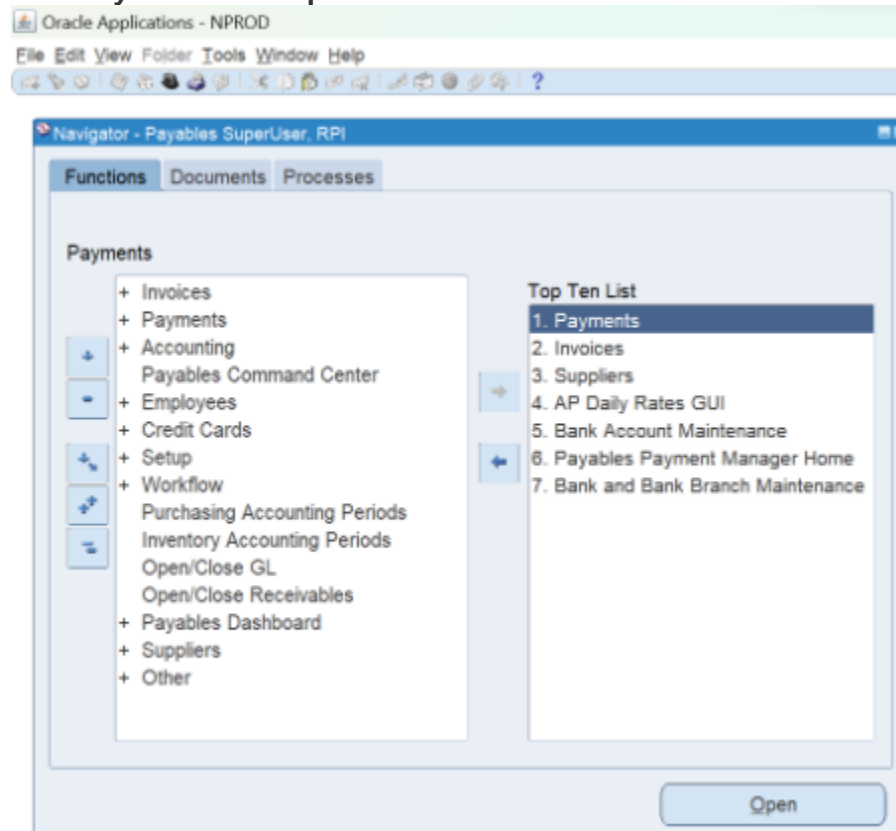 Oracle Applications - NPROD
File Edit View Folder Tools Window Help
?
Navigator - Payables SuperUser, RPI
Functions Documents Processes
Payments
+ Invoices
+ Payments
+ Accounting
Payables Command Center
+ Employees
+ Credit Cards
+ Setup
+ Workflow
Purchasing Accounting Periods
Inventory Accounting Periods
Open/Close GL
Open/Close Receivables
+ Payables Dashboard
+ Suppliers
+ Other
Top Ten List
1. Payments
2. Invoices
3. Suppliers
4. AP Daily Rates GUI
5. Bank Account Maintenance
6. Payables Payment Manager Home
7. Bank and Bank Branch Maintenance
Open